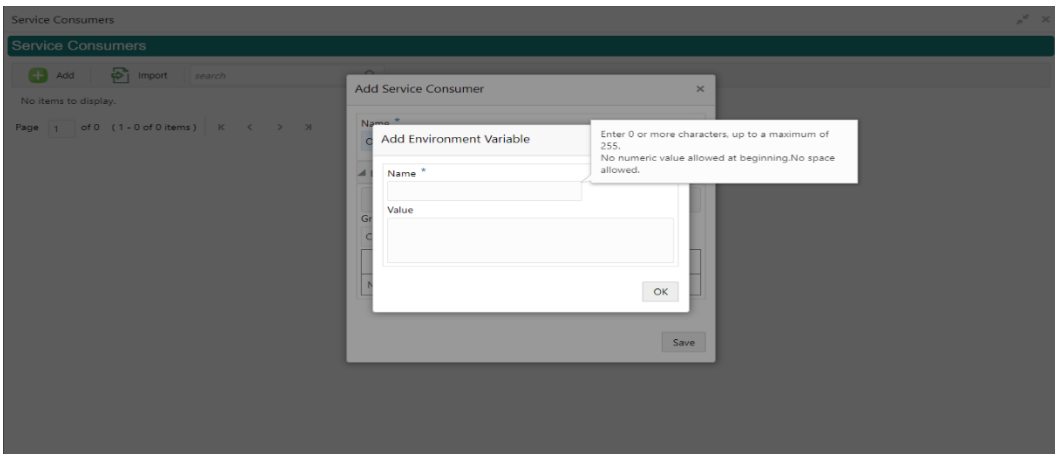 Service Consumers
Service Consumers
Add
Import
search
No items to display.
Page 1 of 0 (1 - 0 of 0 items)
Add Service Consumer
Name *
Add Environment Variable
Enter 0 or more characters, up to a maximum of
255.
No numeric value allowed at beginning.No space
allowed.
Name *
Value
Gr
C
N
OK
Save